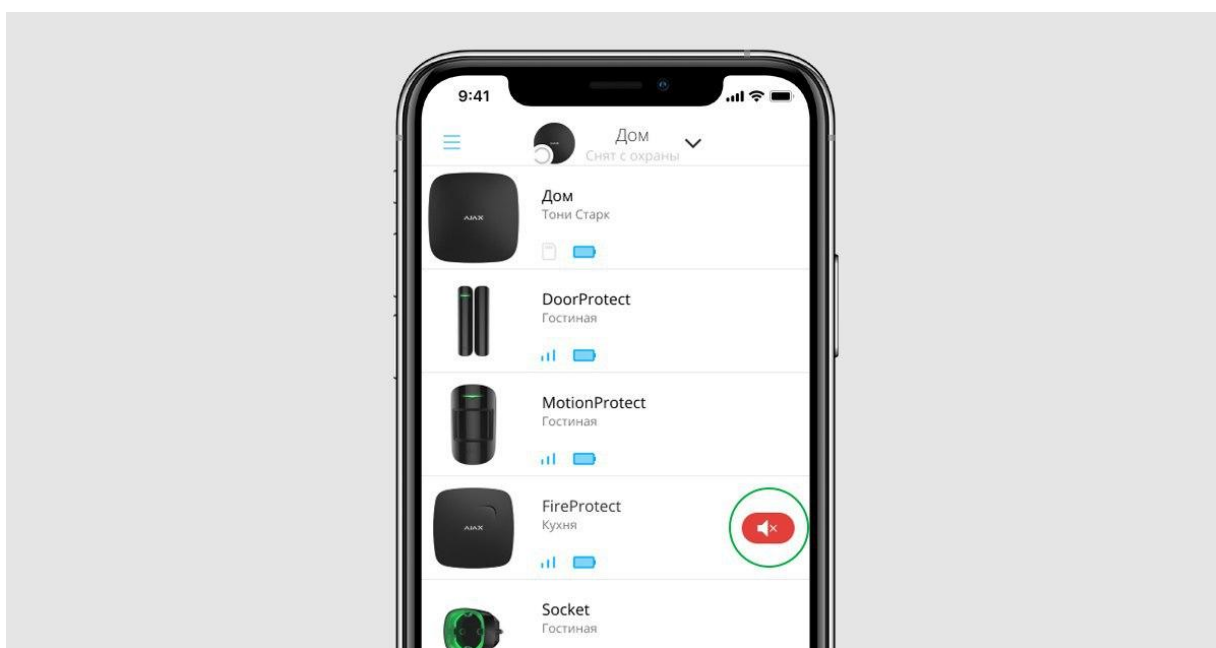 9:41
Дом
Снят с охраны
AJAX
Дом
Тони Старк
DoorProtect
Гостиная
MotionProtect
Гостиная
AJAX
FireProtect
Кухня
Socket
Гостиная